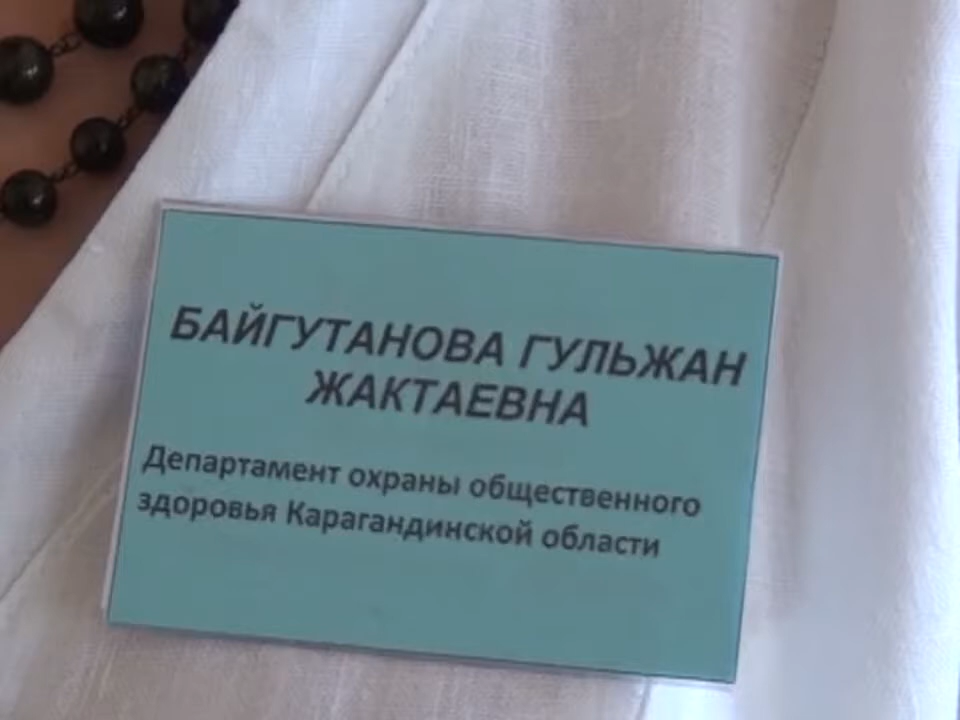 БАЙГУТАНОВА ГУЛЬЖАН
ЖАКТАЕВНА
Департамент охраны общественного
здоровья Карагандинской области